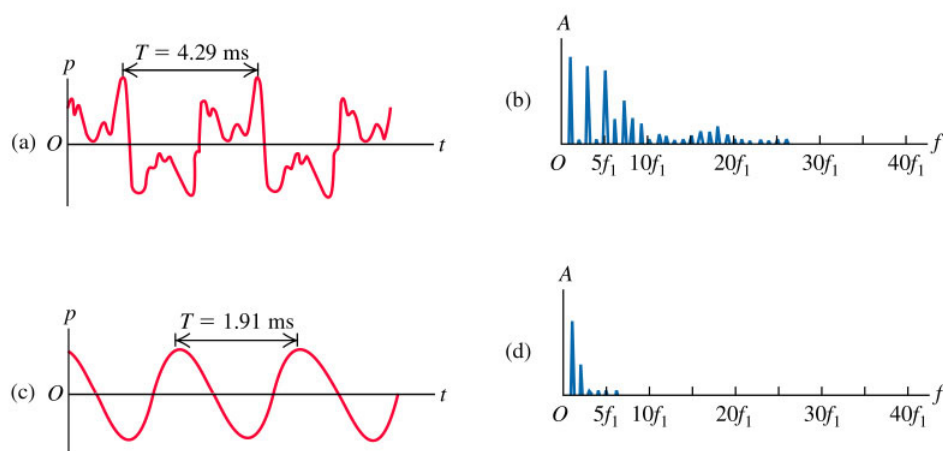 (a)
p
T = 4.29 ms
O
t
(b)
A
O 5f₁ 10f₁ 20f₁ 30f₁ 40f₁
f
(c)
p
T = 1.91 ms
O
t
(d)
A
O 5f₁ 10f₁ 20f₁ 30f₁ 40f₁
f